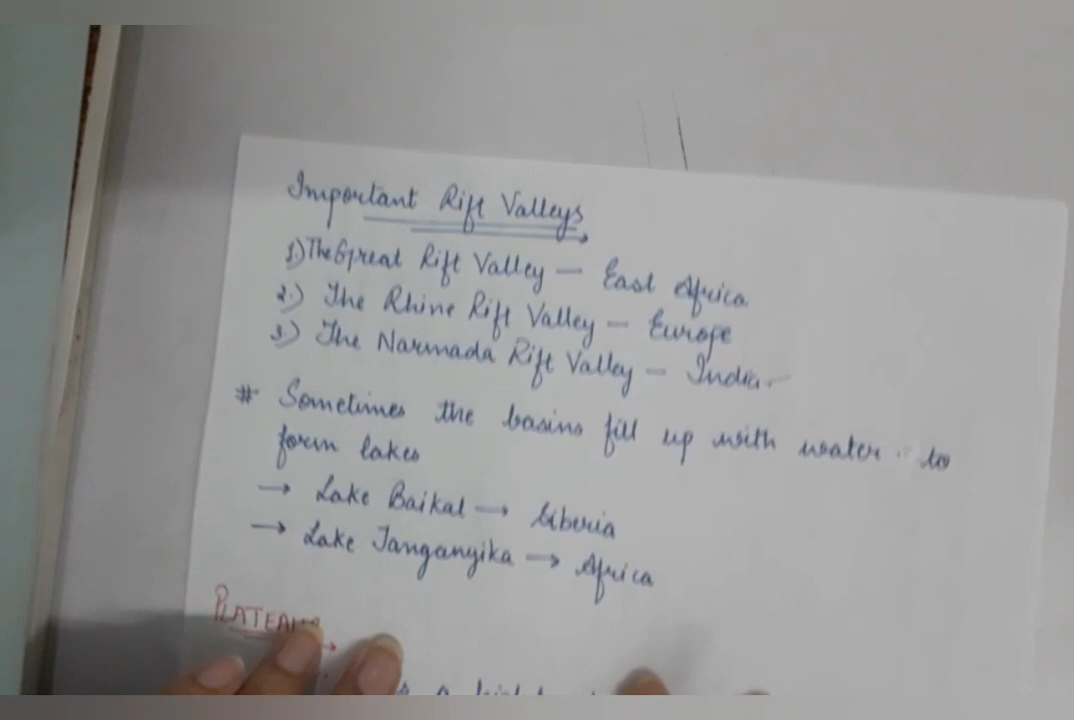 Important Rift Valleys
1) The Great Rift Valley — East Africa
2.) The Rhine Rift Valley — Europe
3) The Narmada Rift Valley — India.
# Sometimes the basins fill up with water to
form lakes
→ Lake Baikal → Siberia
→ Lake Tanganyika → Africa
PLATEAUS
a